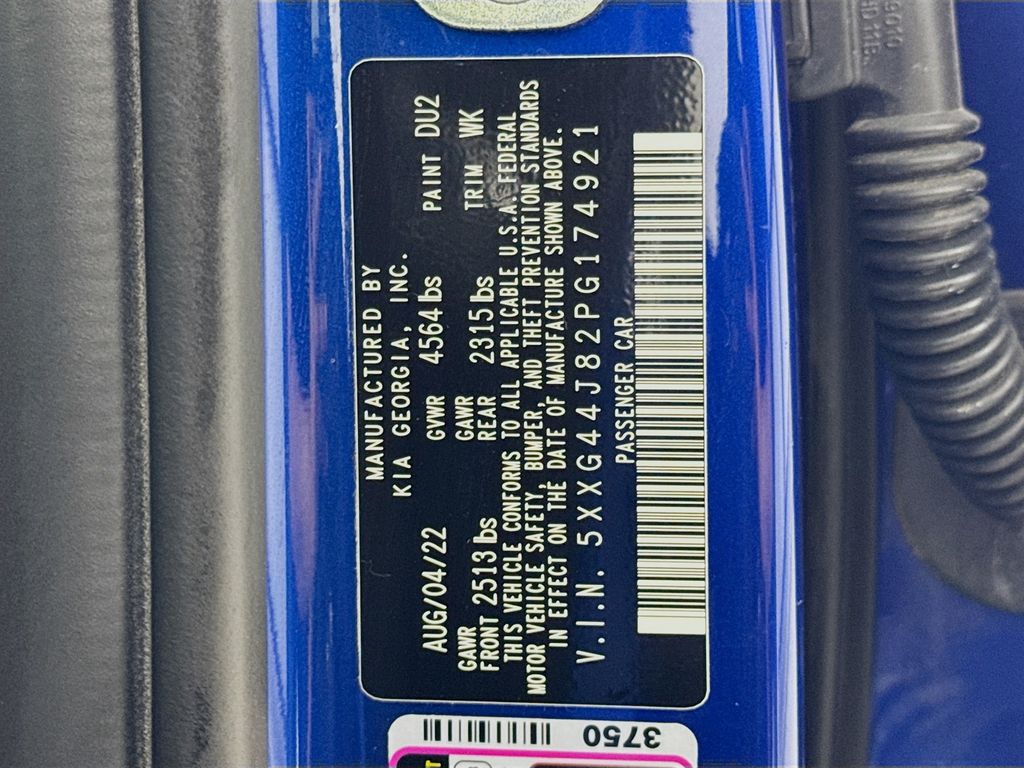 MANUFACTURED BY
KIA GEORGIA, INC.
AUG/04/22 GVWR 4564 lbs PAINT DU2
GAWR GAWR
FRONT 2513 lbs REAR 2315 lbs TRIM WK
THIS VEHICLE CONFORMS TO ALL APPLICABLE U.S.A. FEDERAL
MOTOR VEHICLE SAFETY, BUMPER, AND THEFT PREVENTION STANDARDS
IN EFFECT ON THE DATE OF MANUFACTURE SHOWN ABOVE.
V.I.N. 5XXG44J82PG174921
PASSENGER CAR
3750